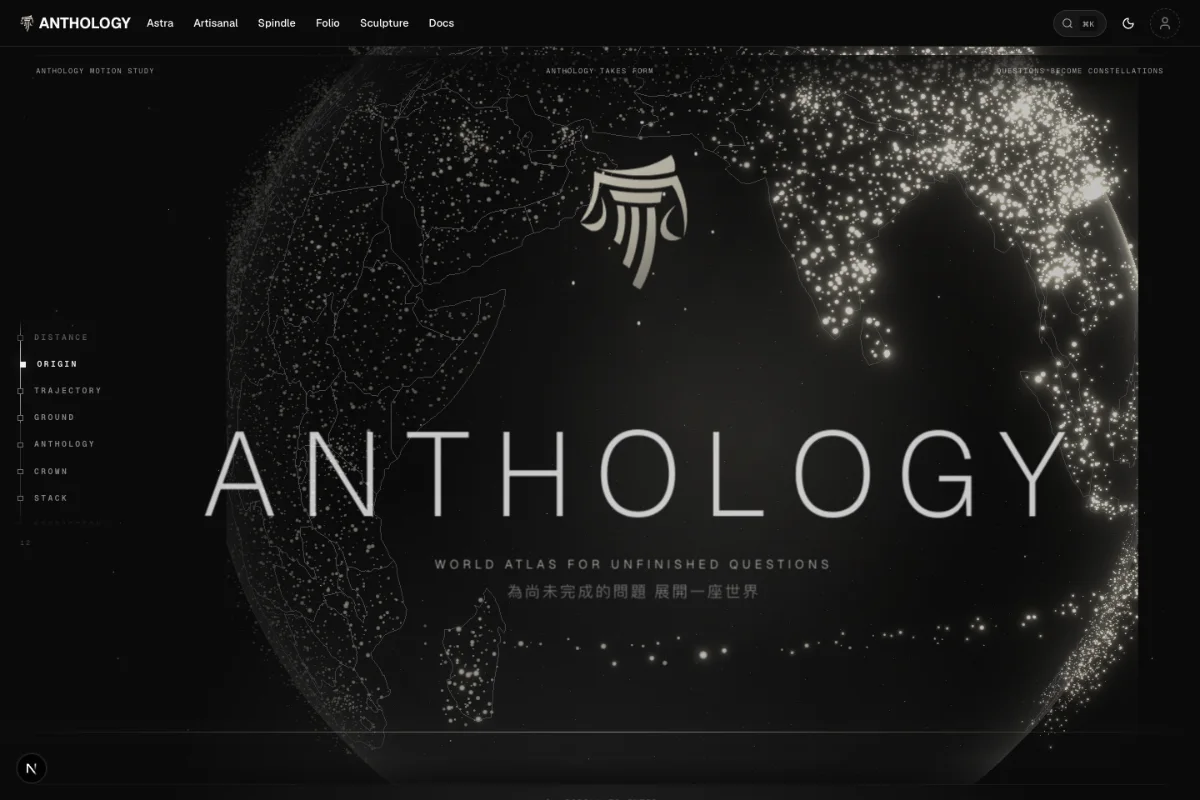 ANTHOLOGY Astra Artisanal Spindle Folio Sculpture Docs ⌘K
ANTHOLOGY MOTION STUDY
ANTHOLOGY TAKES FORM
QUESTIONS BECOME CONSTELLATIONS
DISTANCE
ORIGIN
TRAJECTORY
GROUND
ANTHOLOGY
CROWN
STACK
ANTHOLOGY
WORLD ATLAS FOR UNFINISHED QUESTIONS
為尚未完成的問題 展開一座世界
N